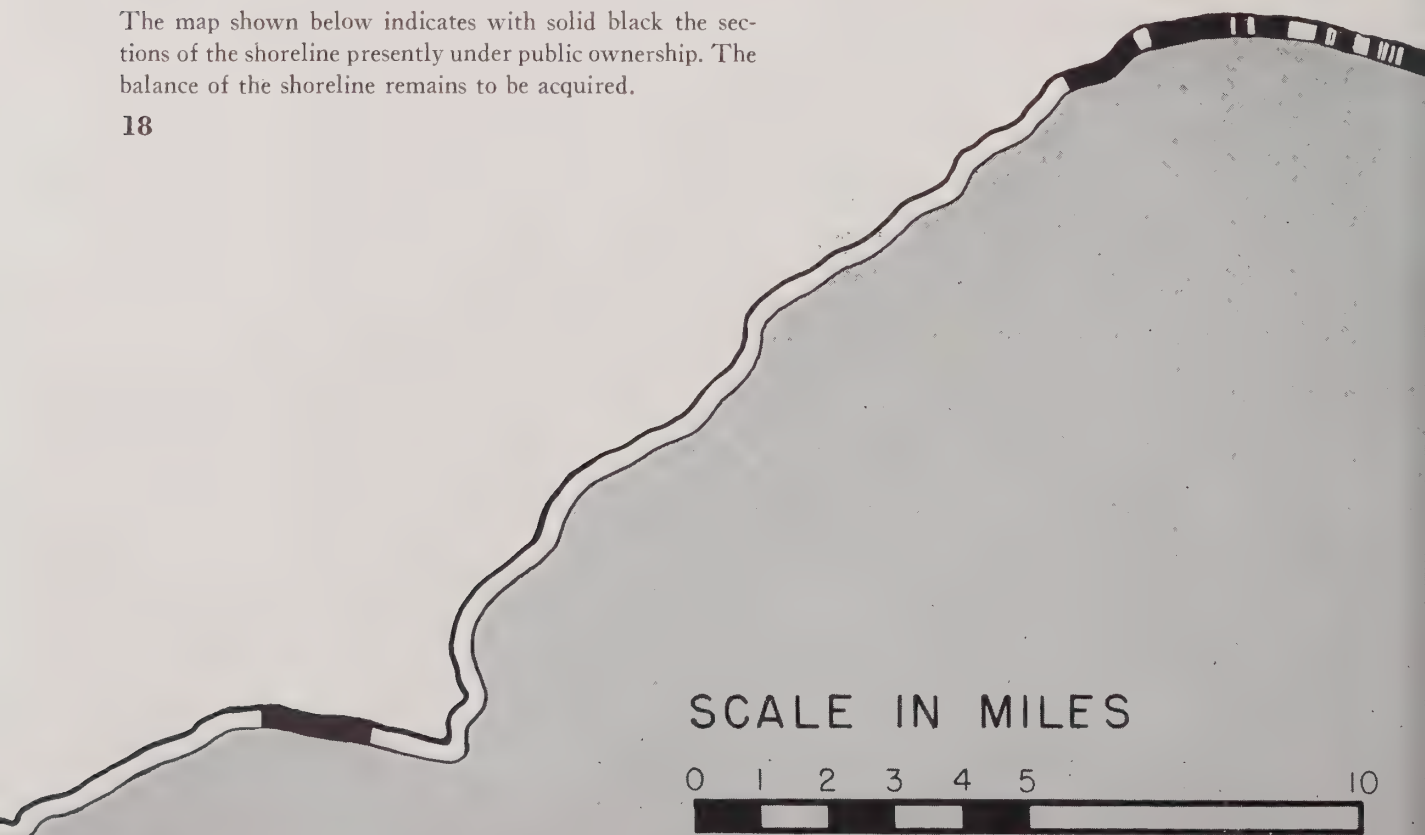 The map shown below indicates with solid black the sec-
tions of the shoreline presently under public ownership. The
balance of the shoreline remains to be acquired.
18
SCALE IN MILES
0 1 2 3 4 5 10